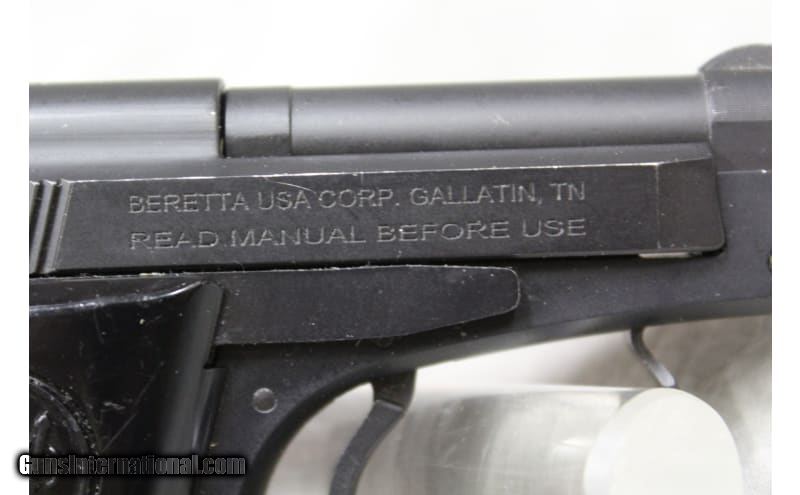 BERETTA USA CORP. GALLATIN, TN
READ MANUAL BEFORE USE
GunsInternational.com